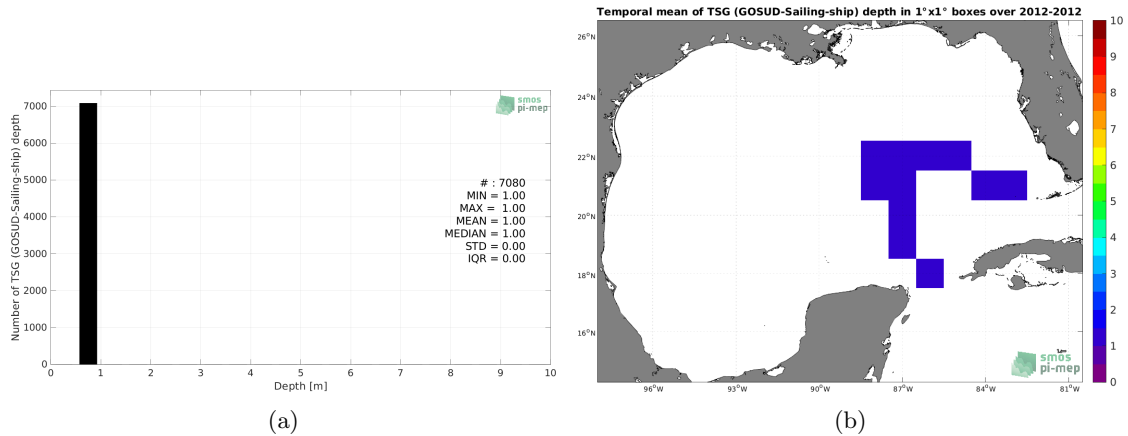 Number of TSG (GOSUD-Sailing-ship) depth
7000
6000
5000
4000
3000
2000
1000
0
smos
pi-mep
# : 7080
MIN = 1.00
MAX = 1.00
MEAN = 1.00
MEDIAN = 1.00
STD = 0.00
IQR = 0.00
0 1 2 3 4 5 6 7 8 9 10
Depth [m]
(a)
Temporal mean of TSG (GOSUD-Sailing-ship) depth in 1°x1° boxes over 2012-2012
26°N
24°N
22°N
20°N
18°N
16°N
96°W 93°W 90°W 87°W 84°W 81°W
smos
pi-mep
10
9
8
7
6
5
4
3
2
1
0
(b)